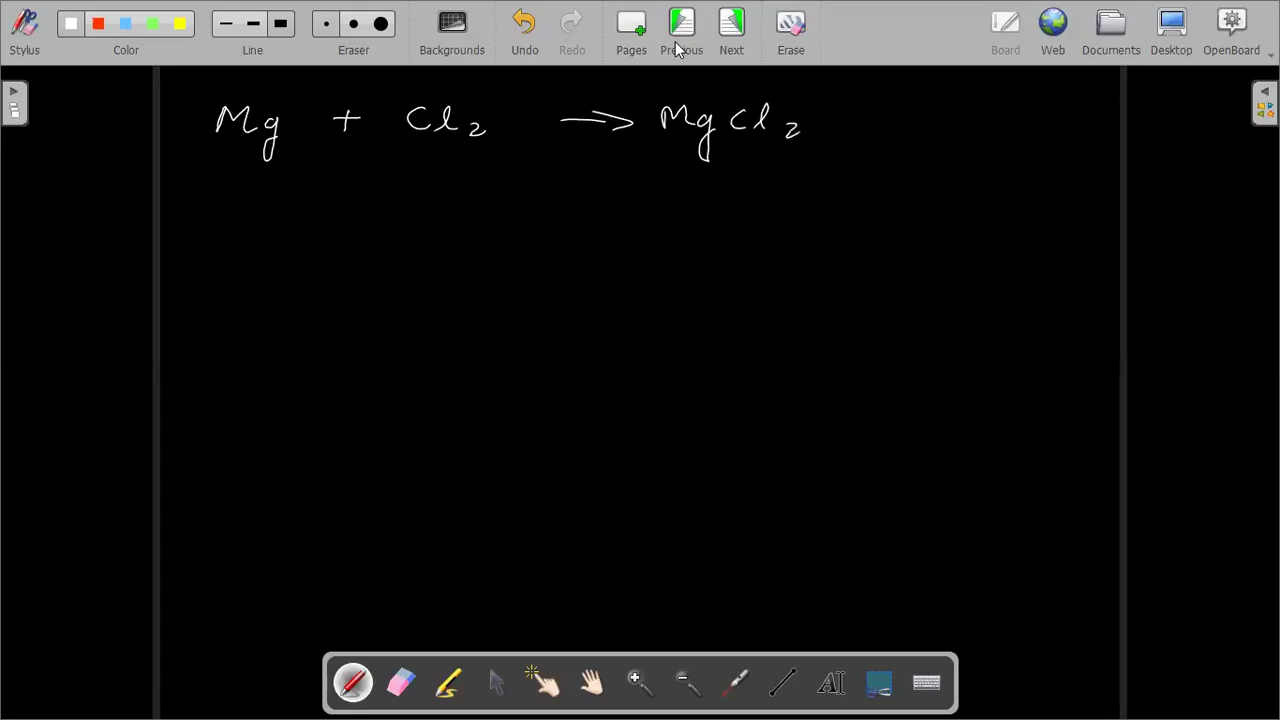 Stylus Color Line Eraser Backgrounds Undo Redo Pages Previous Next Erase Board Web Documents Desktop OpenBoard
Mg + Cl₂ → MgCl₂
AI